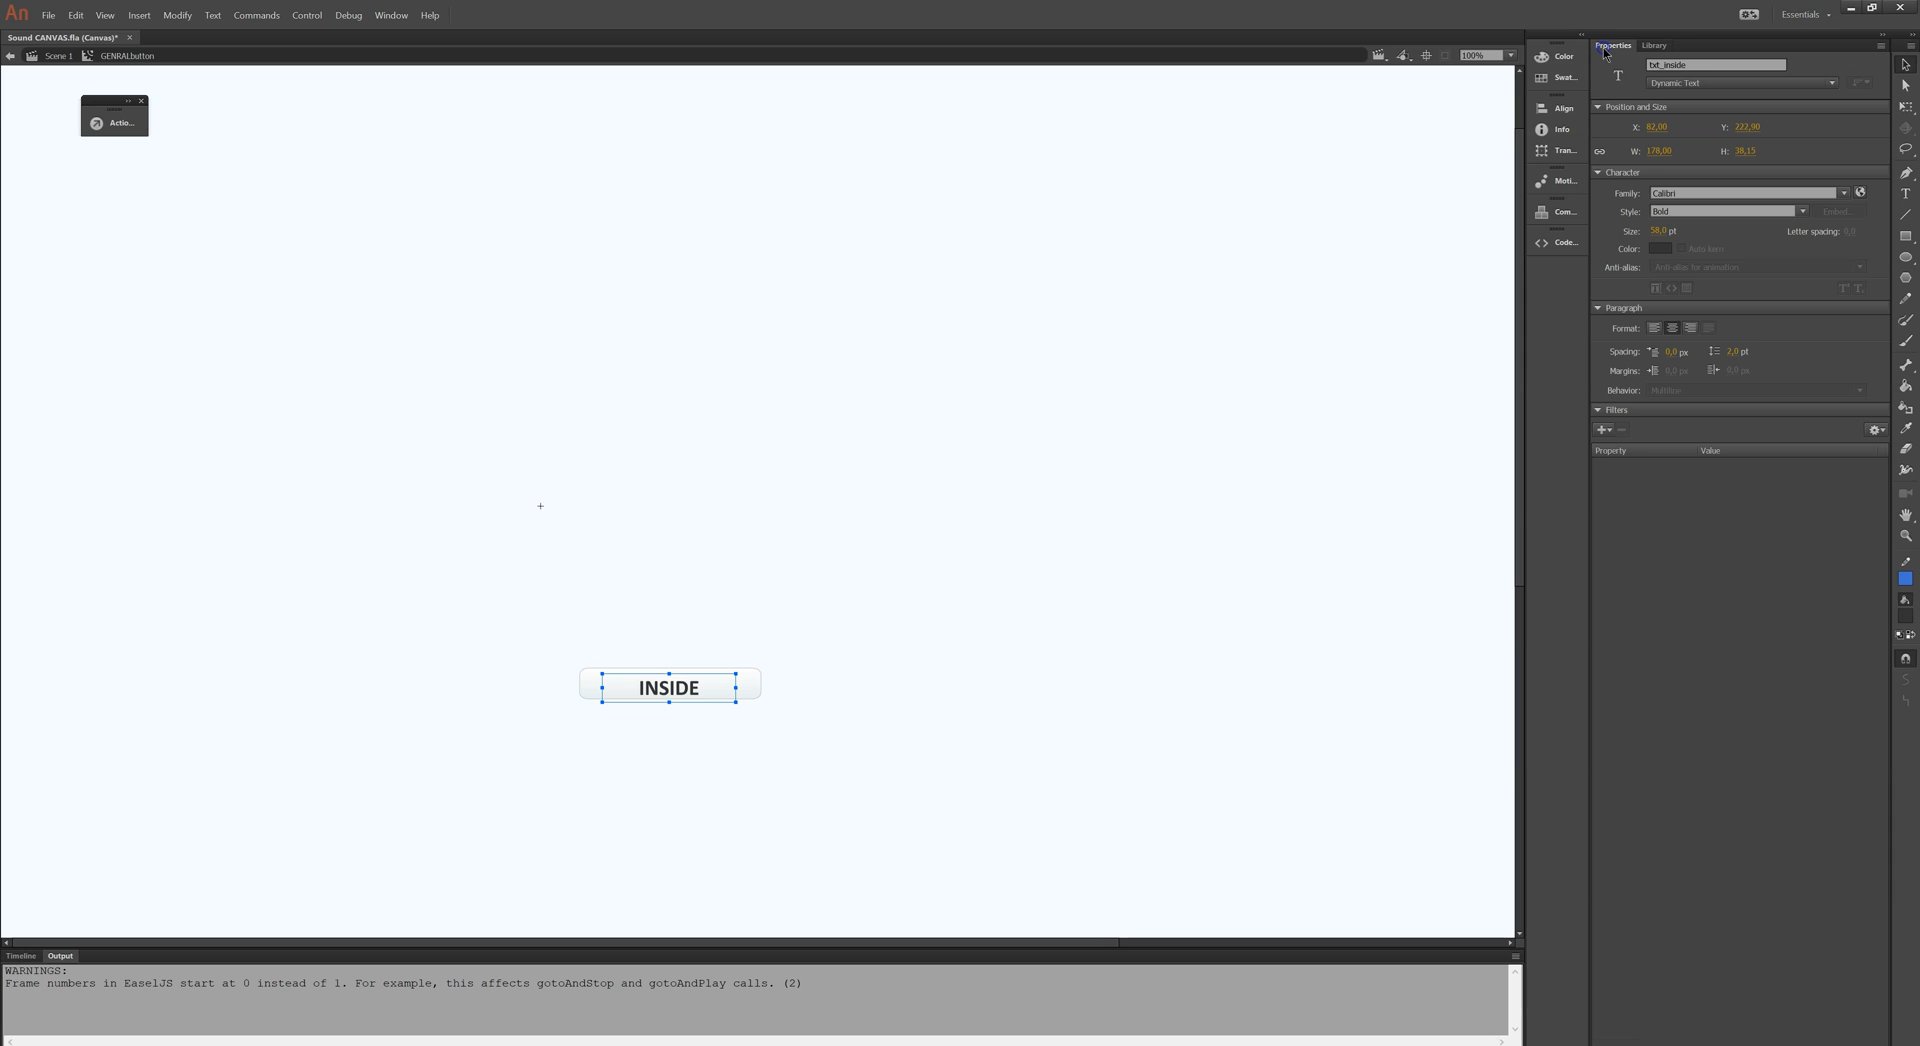 An File Edit View Insert Modify Text Commands Control Debug Window Help Essentials
Sound CANVAS.fla (Canvas)* ×
Scene 1 GENRALbutton 100%
Actio...
INSIDE
Timeline Output
WARNINGS:
Frame numbers in EaselJS start at 0 instead of 1. For example, this affects gotoAndStop and gotoAndPlay calls. (2)
Color
Swat...
Align
Info
Tran...
Moti...
Com...
Code...
Properties Library
txt_inside
T Dynamic Text
Position and Size
X: 82,00 Y: 222,90
W: 178,00 H: 38,15
Character
Family: Calibri
Style: Bold Embed...
Size: 58,0 pt Letter spacing: 0,0
Color: Auto kern
Anti-alias: Anti-alias for animation
Paragraph
Format:
Spacing: 0,0 px 2,0 pt
Margins: 0,0 px 0,0 px
Behavior: Multiline
Filters
Property Value